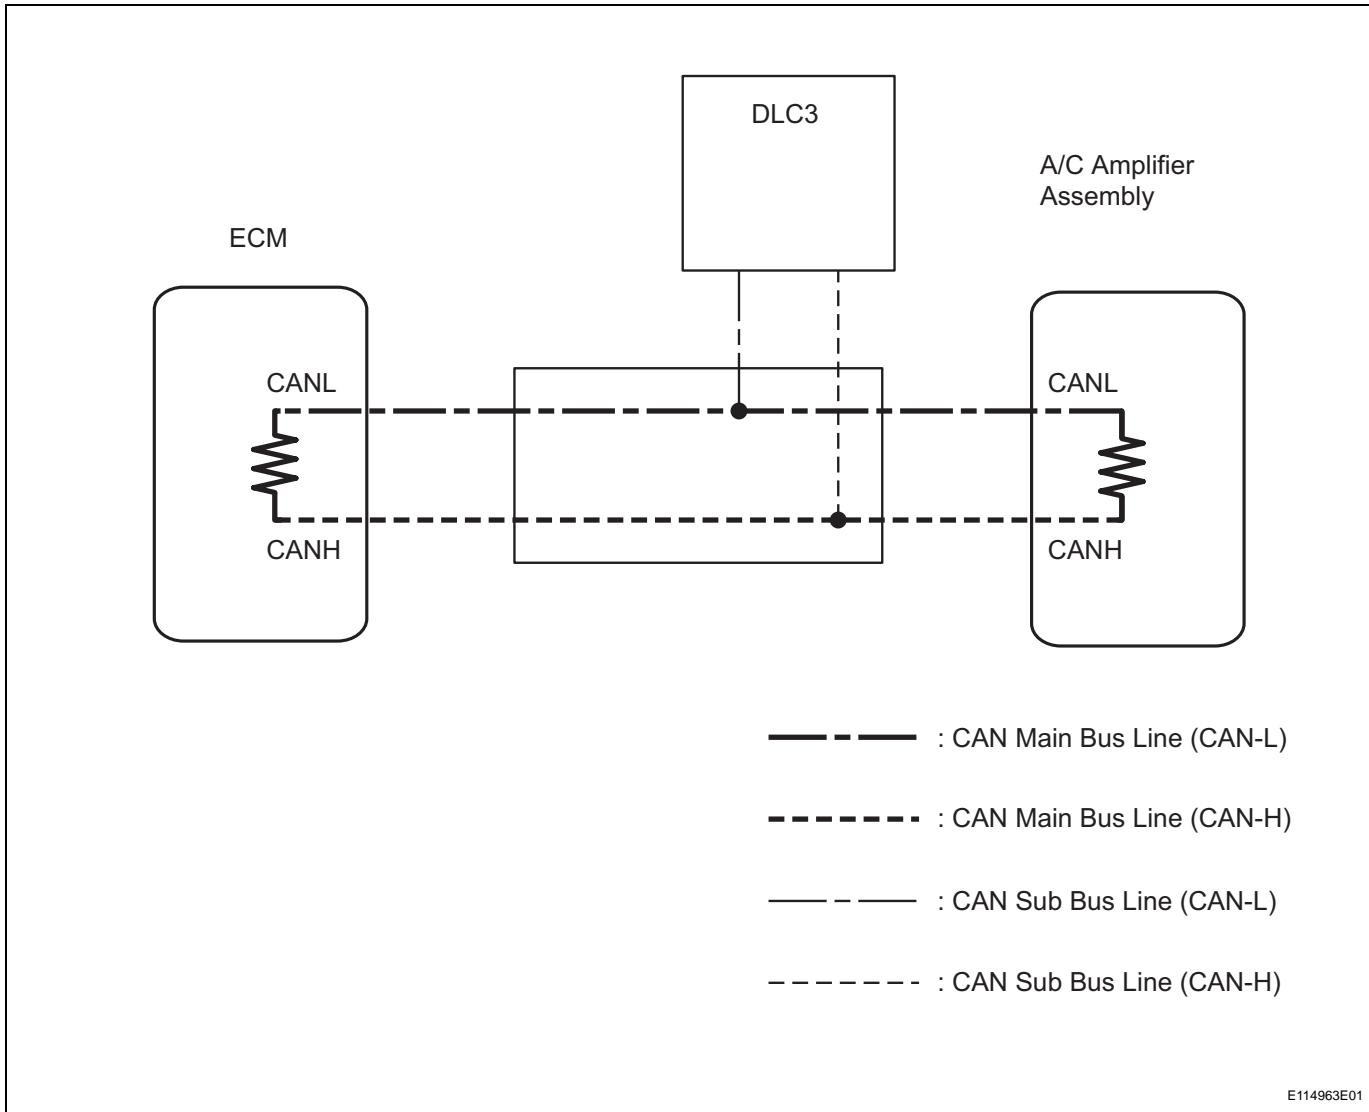 DLC3
A/C Amplifier
Assembly
ECM
CANL
CANL
CANH
CANH
: CAN Main Bus Line (CAN-L)
: CAN Main Bus Line (CAN-H)
: CAN Sub Bus Line (CAN-L)
: CAN Sub Bus Line (CAN-H)
E114963E01